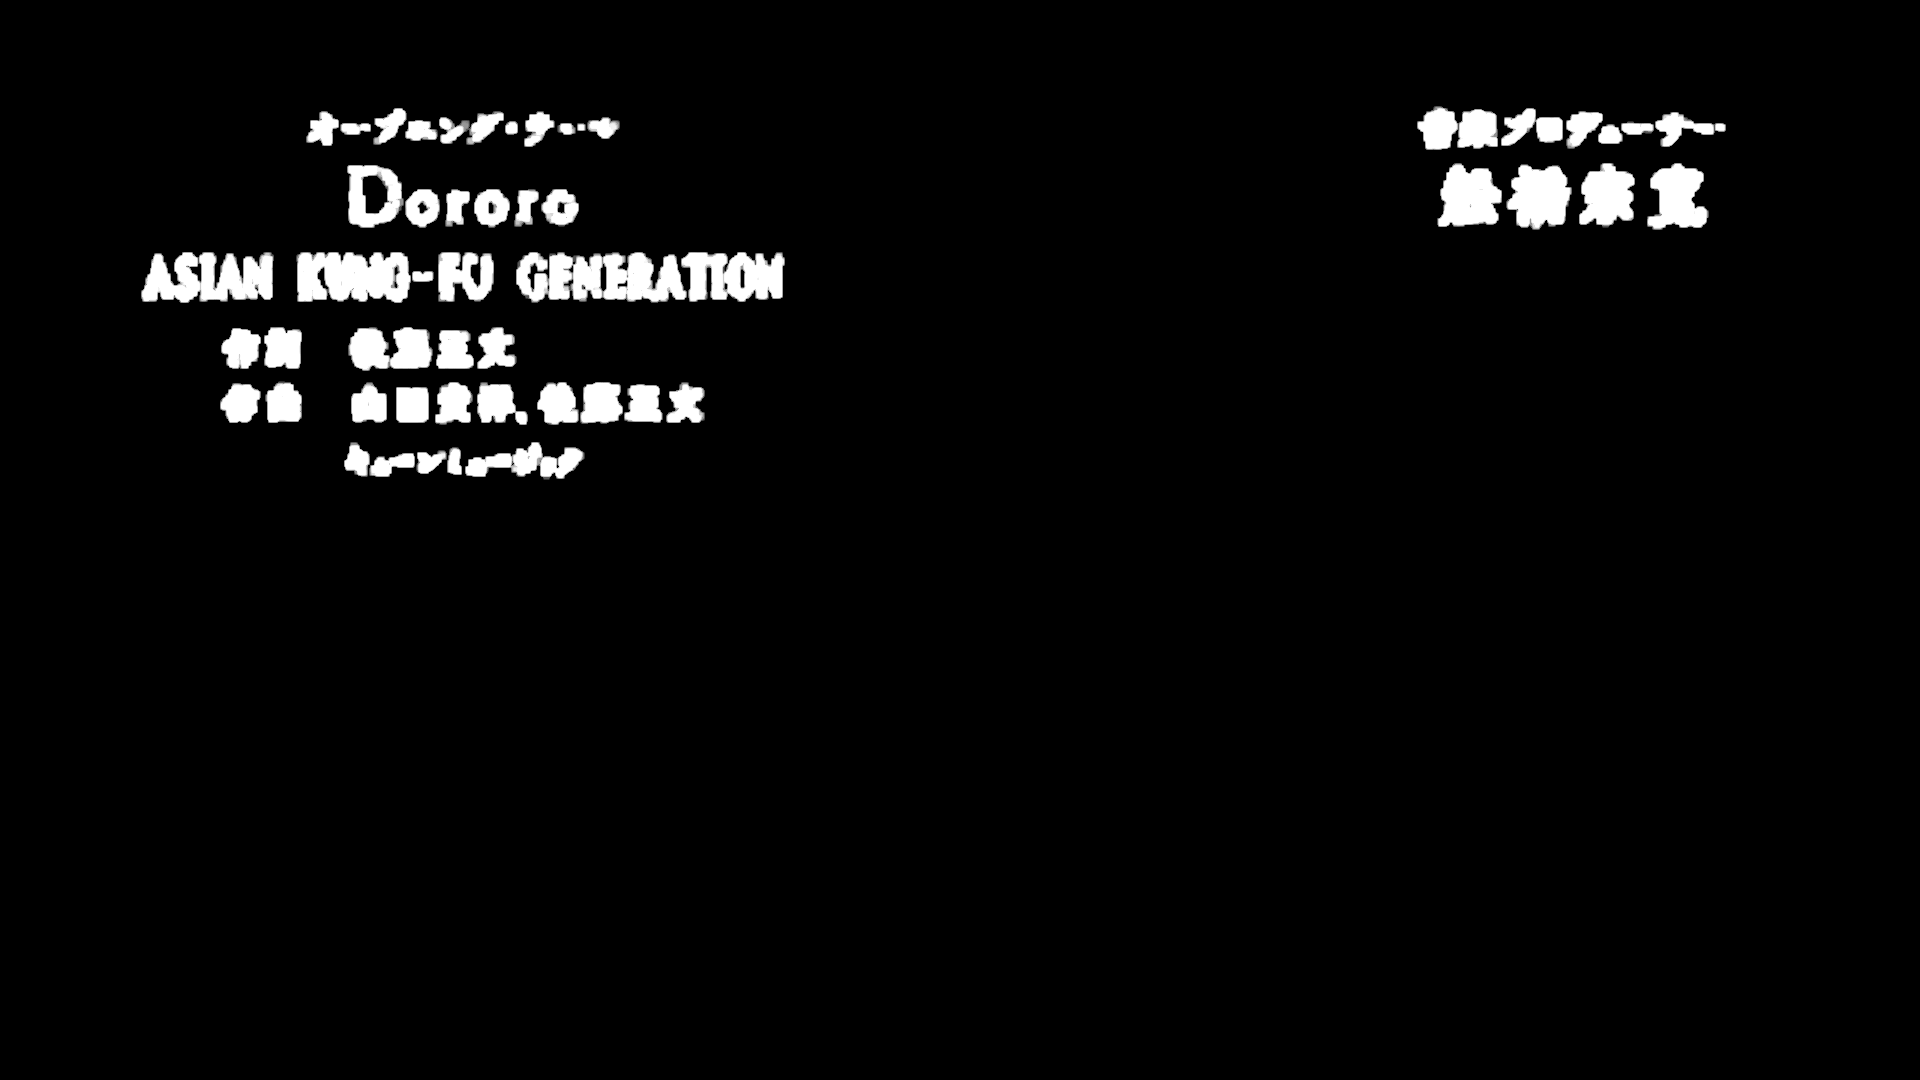 オープニング・テーマ
Dororo
ASIAN KUNG-FU GENERATION
作詞 後藤正文
作曲 山田貴洋、後藤正文
キューンミュージック
音楽プロデューサー